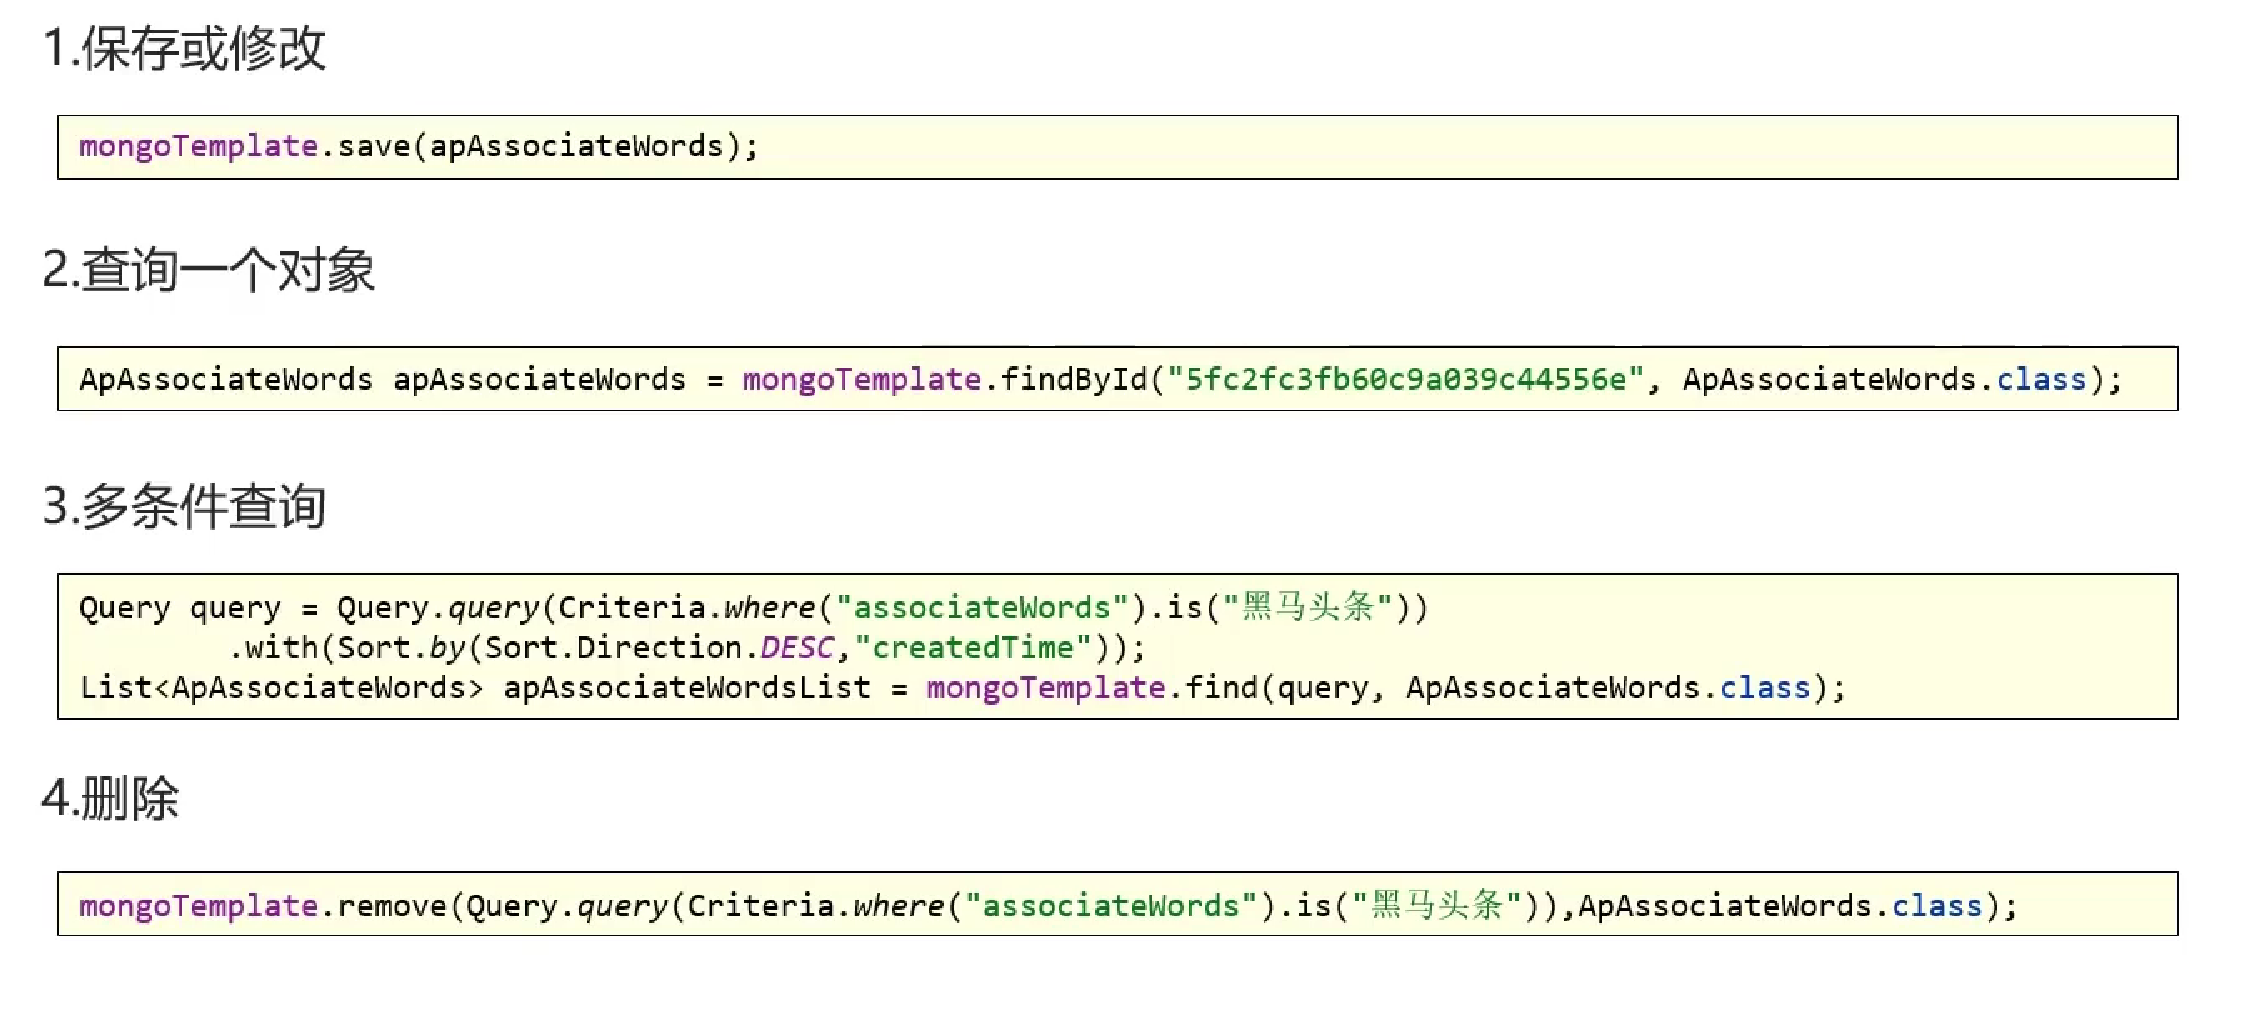 1.保存或修改
mongoTemplate.save(apAssociateWords);
2.查询一个对象
ApAssociateWords apAssociateWords = mongoTemplate.findById("5fc2fc3fb60c9a039c44556e", ApAssociateWords.class);
3.多条件查询
Query query = Query.query(Criteria.where("associateWords").is("黑马头条"))
.with(Sort.by(Sort.Direction.DESC,"createdTime"));
List<ApAssociateWords> apAssociateWordsList = mongoTemplate.find(query, ApAssociateWords.class);
4.删除
mongoTemplate.remove(Query.query(Criteria.where("associateWords").is("黑马头条")),ApAssociateWords.class);